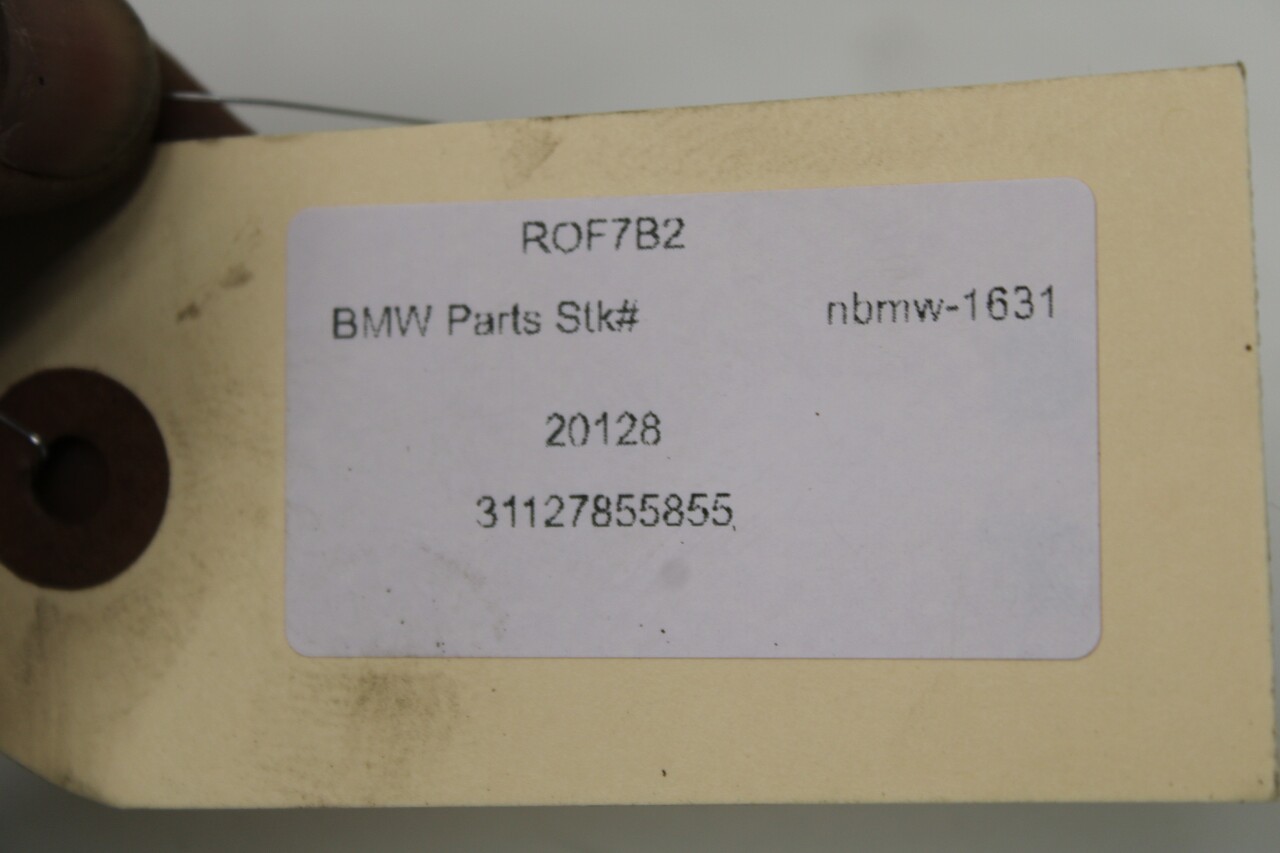 ROF7B2
BMW Parts Stk# nbmw-1631
20128
31127855855